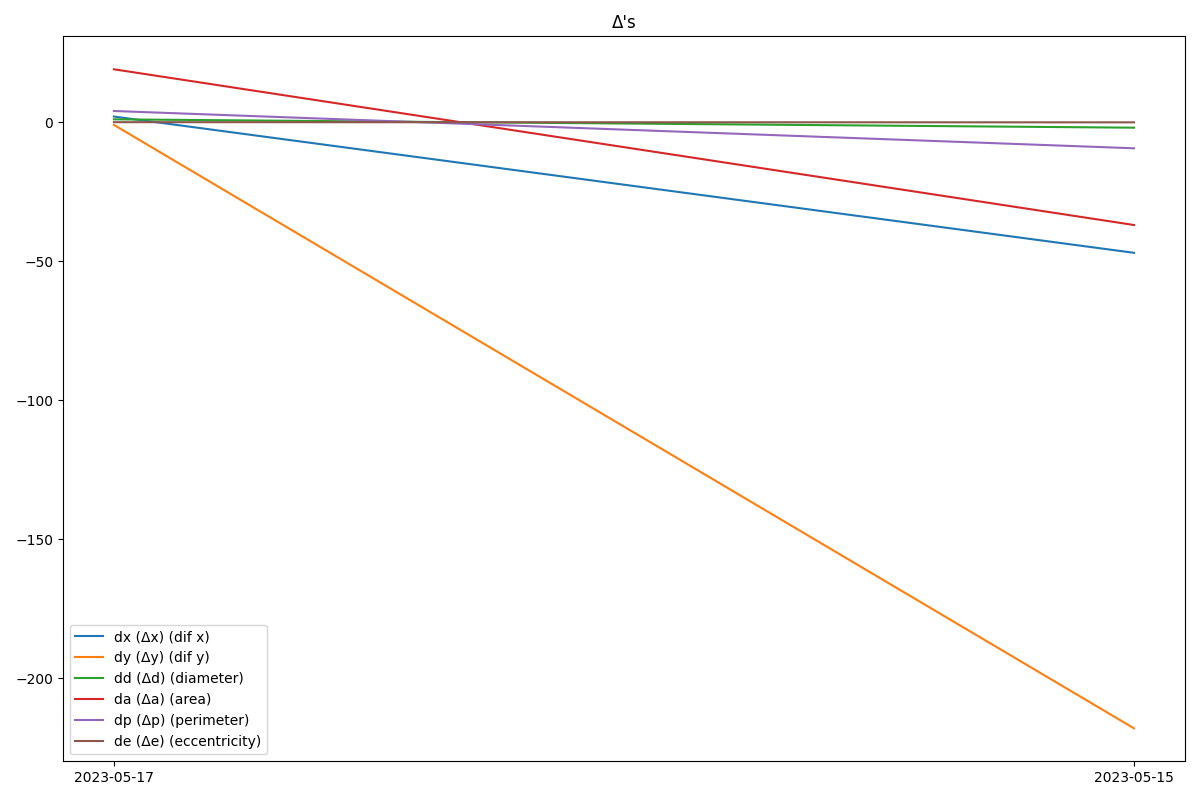 Δ's
0
−50
−100
−150
−200
dx (Δx) (dif x)
dy (Δy) (dif y)
dd (Δd) (diameter)
da (Δa) (area)
dp (Δp) (perimeter)
de (Δe) (eccentricity)
2023-05-17
2023-05-15